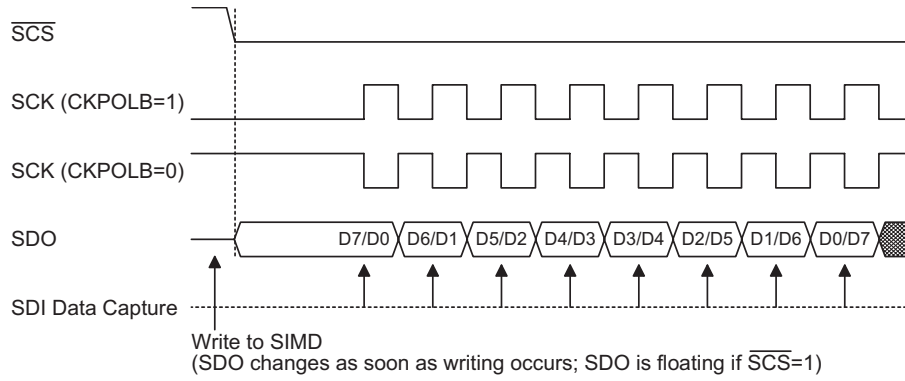 S̅C̅S̅
SCK (CKPOLB=1)
SCK (CKPOLB=0)
SDO
D7/D0 D6/D1 D5/D2 D4/D3 D3/D4 D2/D5 D1/D6 D0/D7
SDI Data Capture
Write to SIMD
(SDO changes as soon as writing occurs; SDO is floating if S̅C̅S̅=1)